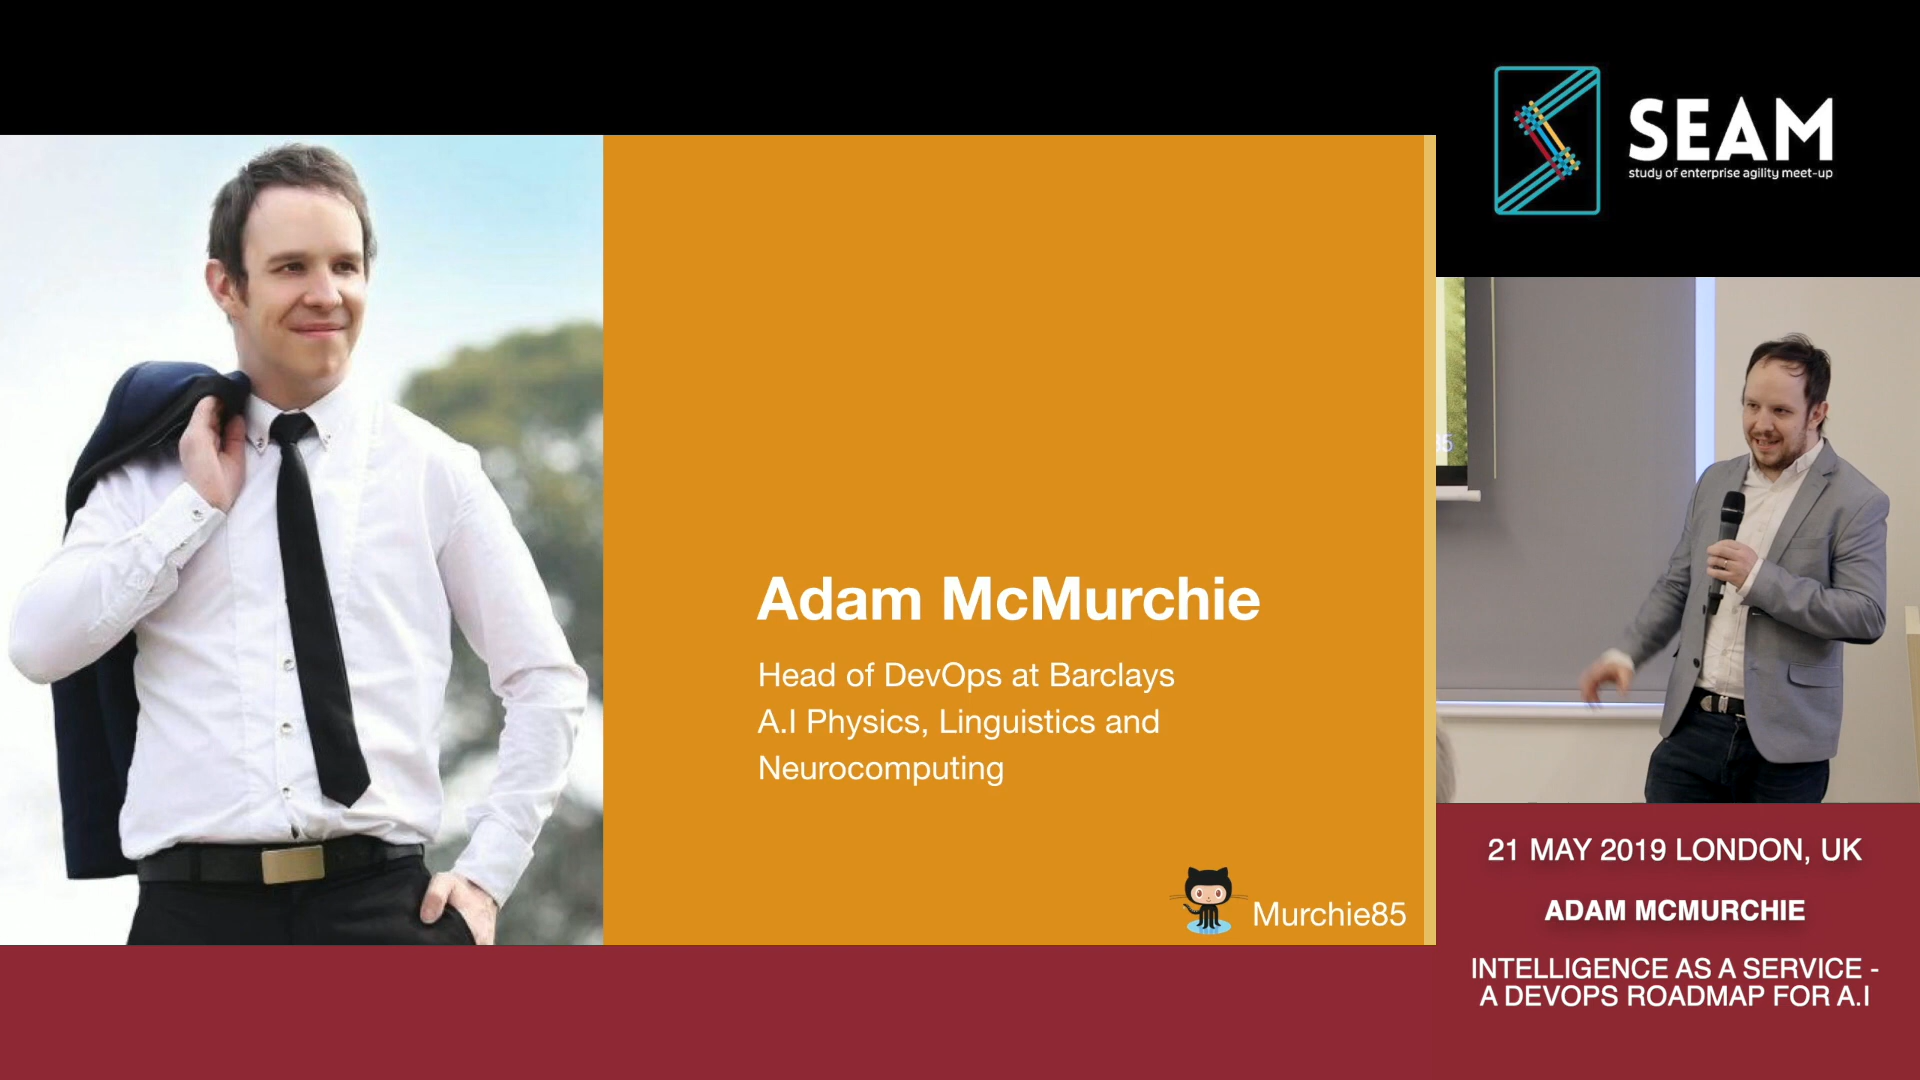 SEAM
study of enterprise agility meet-up
Adam McMurchie
Head of DevOps at Barclays
A.I Physics, Linguistics and
Neurocomputing
Murchie85
85
21 MAY 2019 LONDON, UK
ADAM MCMURCHIE
INTELLIGENCE AS A SERVICE -
A DEVOPS ROADMAP FOR A.I